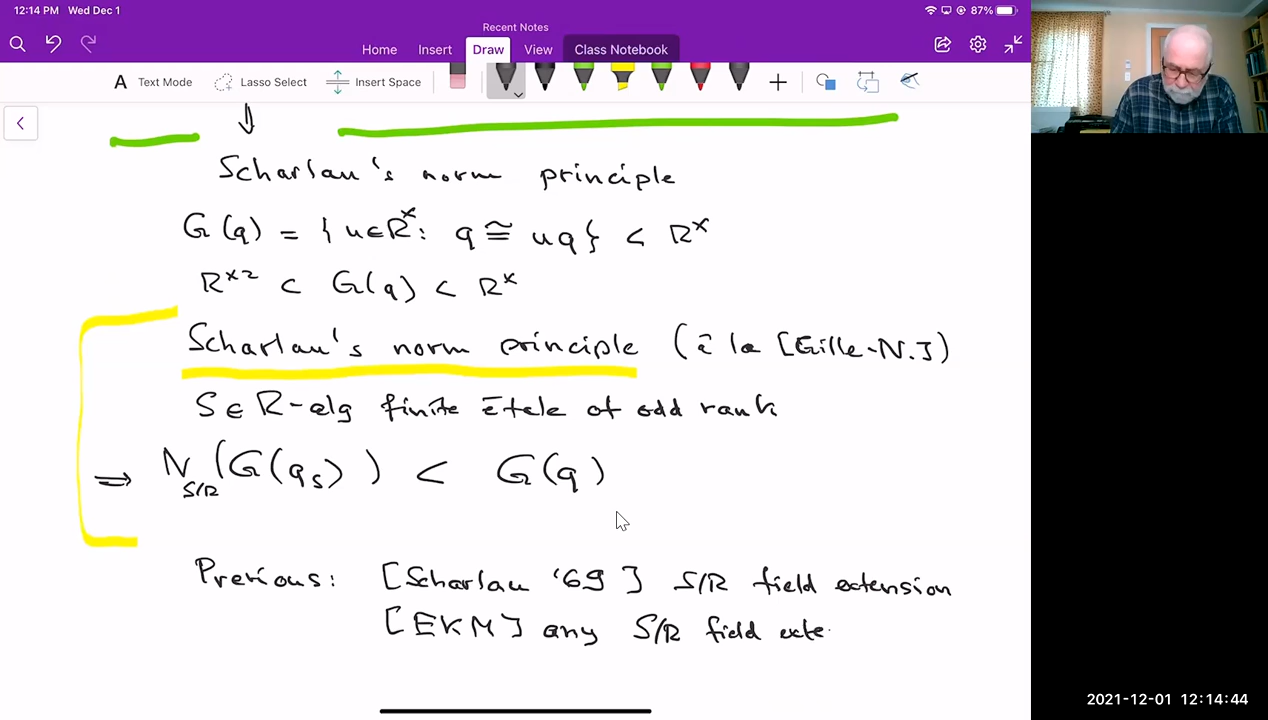 12:14 PM Wed Dec 1
87%
Recent Notes
Home Insert Draw View Class Notebook
A Text Mode Lasso Select Insert Space
Scharlau's norm principle
G(q) = { u∈R^× : q ≅ uq } < R^×
R^×2 ⊂ G(q) < R^×
Scharlau's norm principle (à la [Gille-N.])
S ∈ R-alg finite étale of odd rank
⇒ N_S/R (G(q_S)) < G(q)
Previous: [Scharlau '69] S/R field extension
[EKM] any S/R field exte
2021-12-01 12:14:44